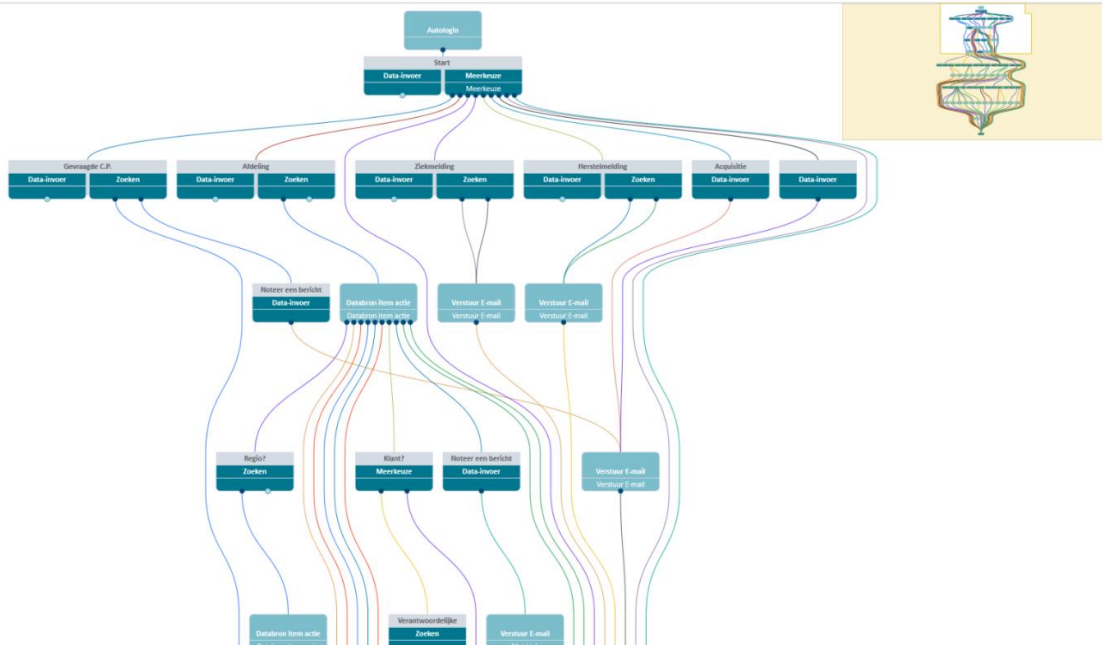 Autologin
Start
Data-invoer Meerkeuze
Meerkeuze
Gevraagde C.P. Afdeling Ziekmelding Herstelmelding Acquisitie
Data-invoer Zoeken Data-invoer Zoeken Data-invoer Zoeken Data-invoer Zoeken Data-invoer Data-invoer
Noteer een bericht
Data-invoer Databron item actie Verstuur E-mail Verstuur E-mail
Databron item actie Verstuur E-mail Verstuur E-mail
Regio? Klant? Noteer een bericht
Zoeken Meerkeuze Data-invoer Verstuur E-mail
Verstuur E-mail
Verantwoordelijke
Databron item actie Zoeken Verstuur E-mail